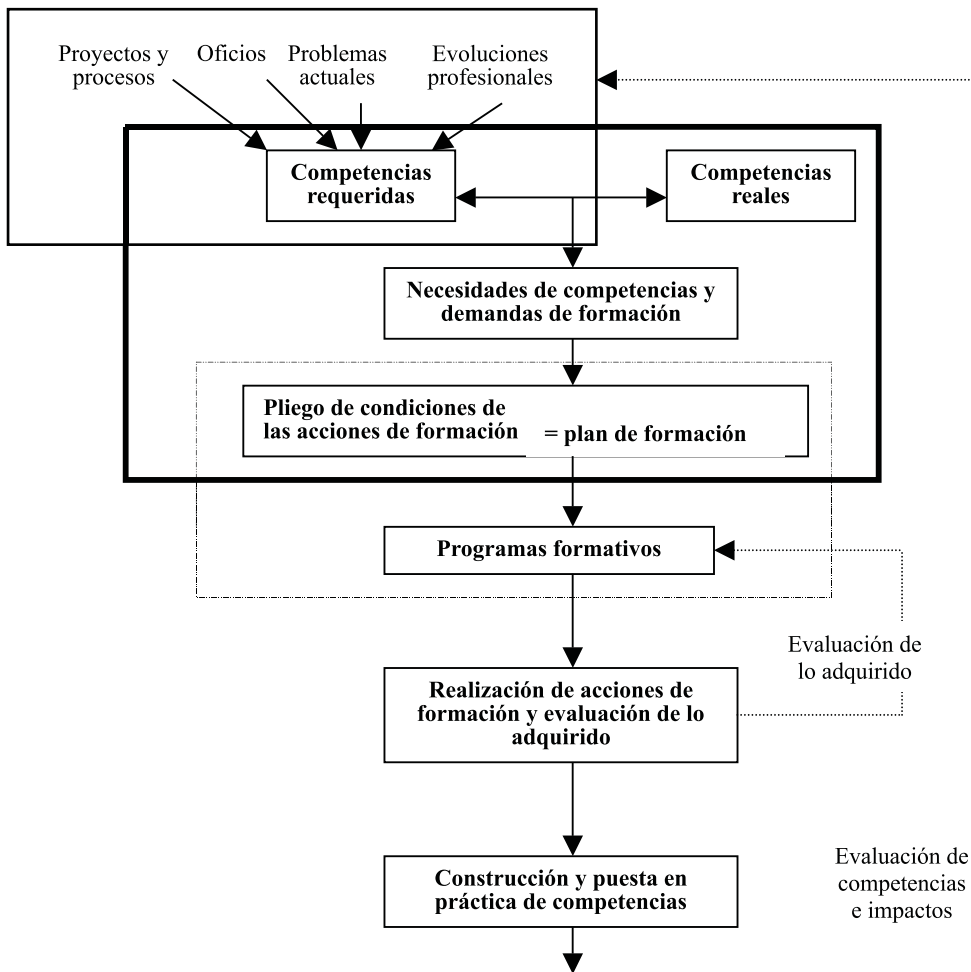 Proyectos y
procesos
Oficios
Problemas
actuales
Evoluciones
profesionales
Competencias
requeridas
Competencias
reales
Necesidades de competencias y
demandas de formación
Pliego de condiciones de
las acciones de formación
= plan de formación
Programas formativos
Evaluación de
lo adquirido
Realización de acciones de
formación y evaluación de lo
adquirido
Construcción y puesta en
práctica de competencias
Evaluación de
competencias
e impactos